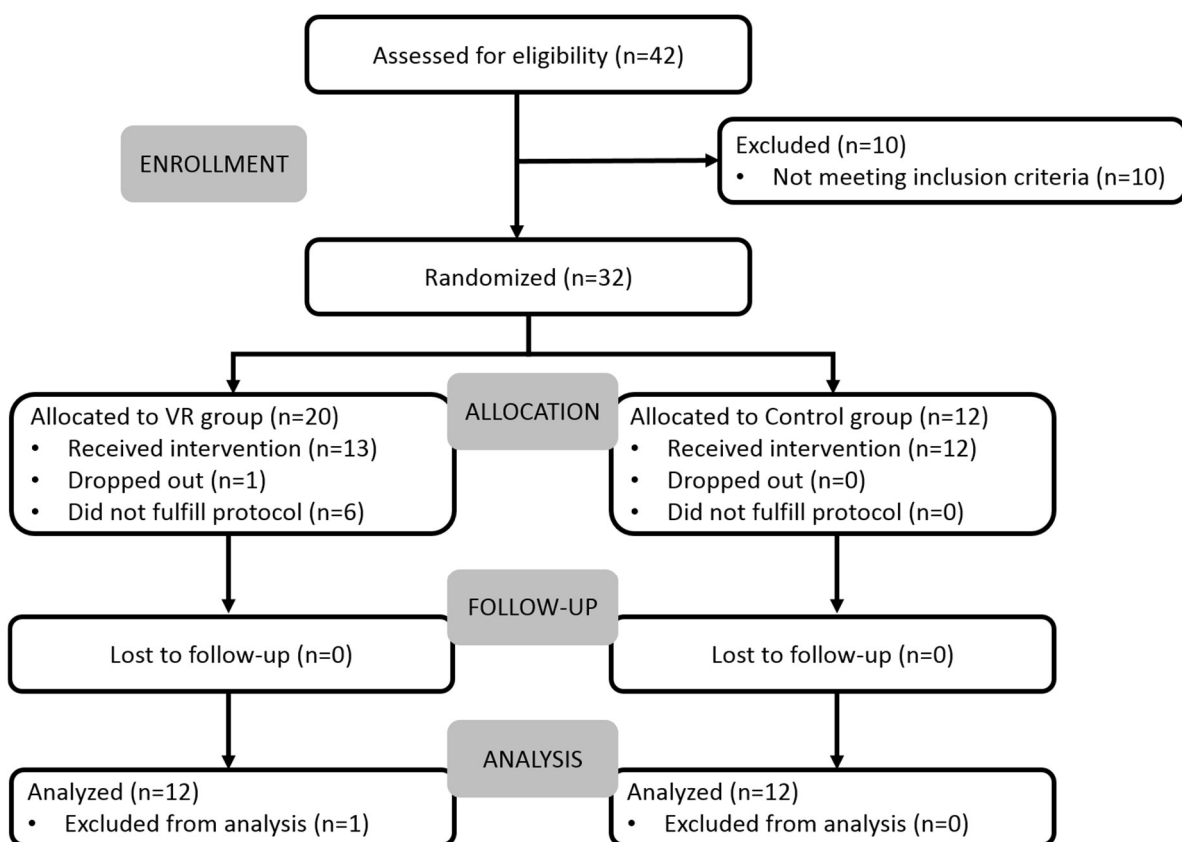 Assessed for eligibility (n=42)
ENROLLMENT
Excluded (n=10)
• Not meeting inclusion criteria (n=10)
Randomized (n=32)
ALLOCATION
Allocated to VR group (n=20)
• Received intervention (n=13)
• Dropped out (n=1)
• Did not fulfill protocol (n=6)
Allocated to Control group (n=12)
• Received intervention (n=12)
• Dropped out (n=0)
• Did not fulfill protocol (n=0)
FOLLOW-UP
Lost to follow-up (n=0)
Lost to follow-up (n=0)
ANALYSIS
Analyzed (n=12)
• Excluded from analysis (n=1)
Analyzed (n=12)
• Excluded from analysis (n=0)